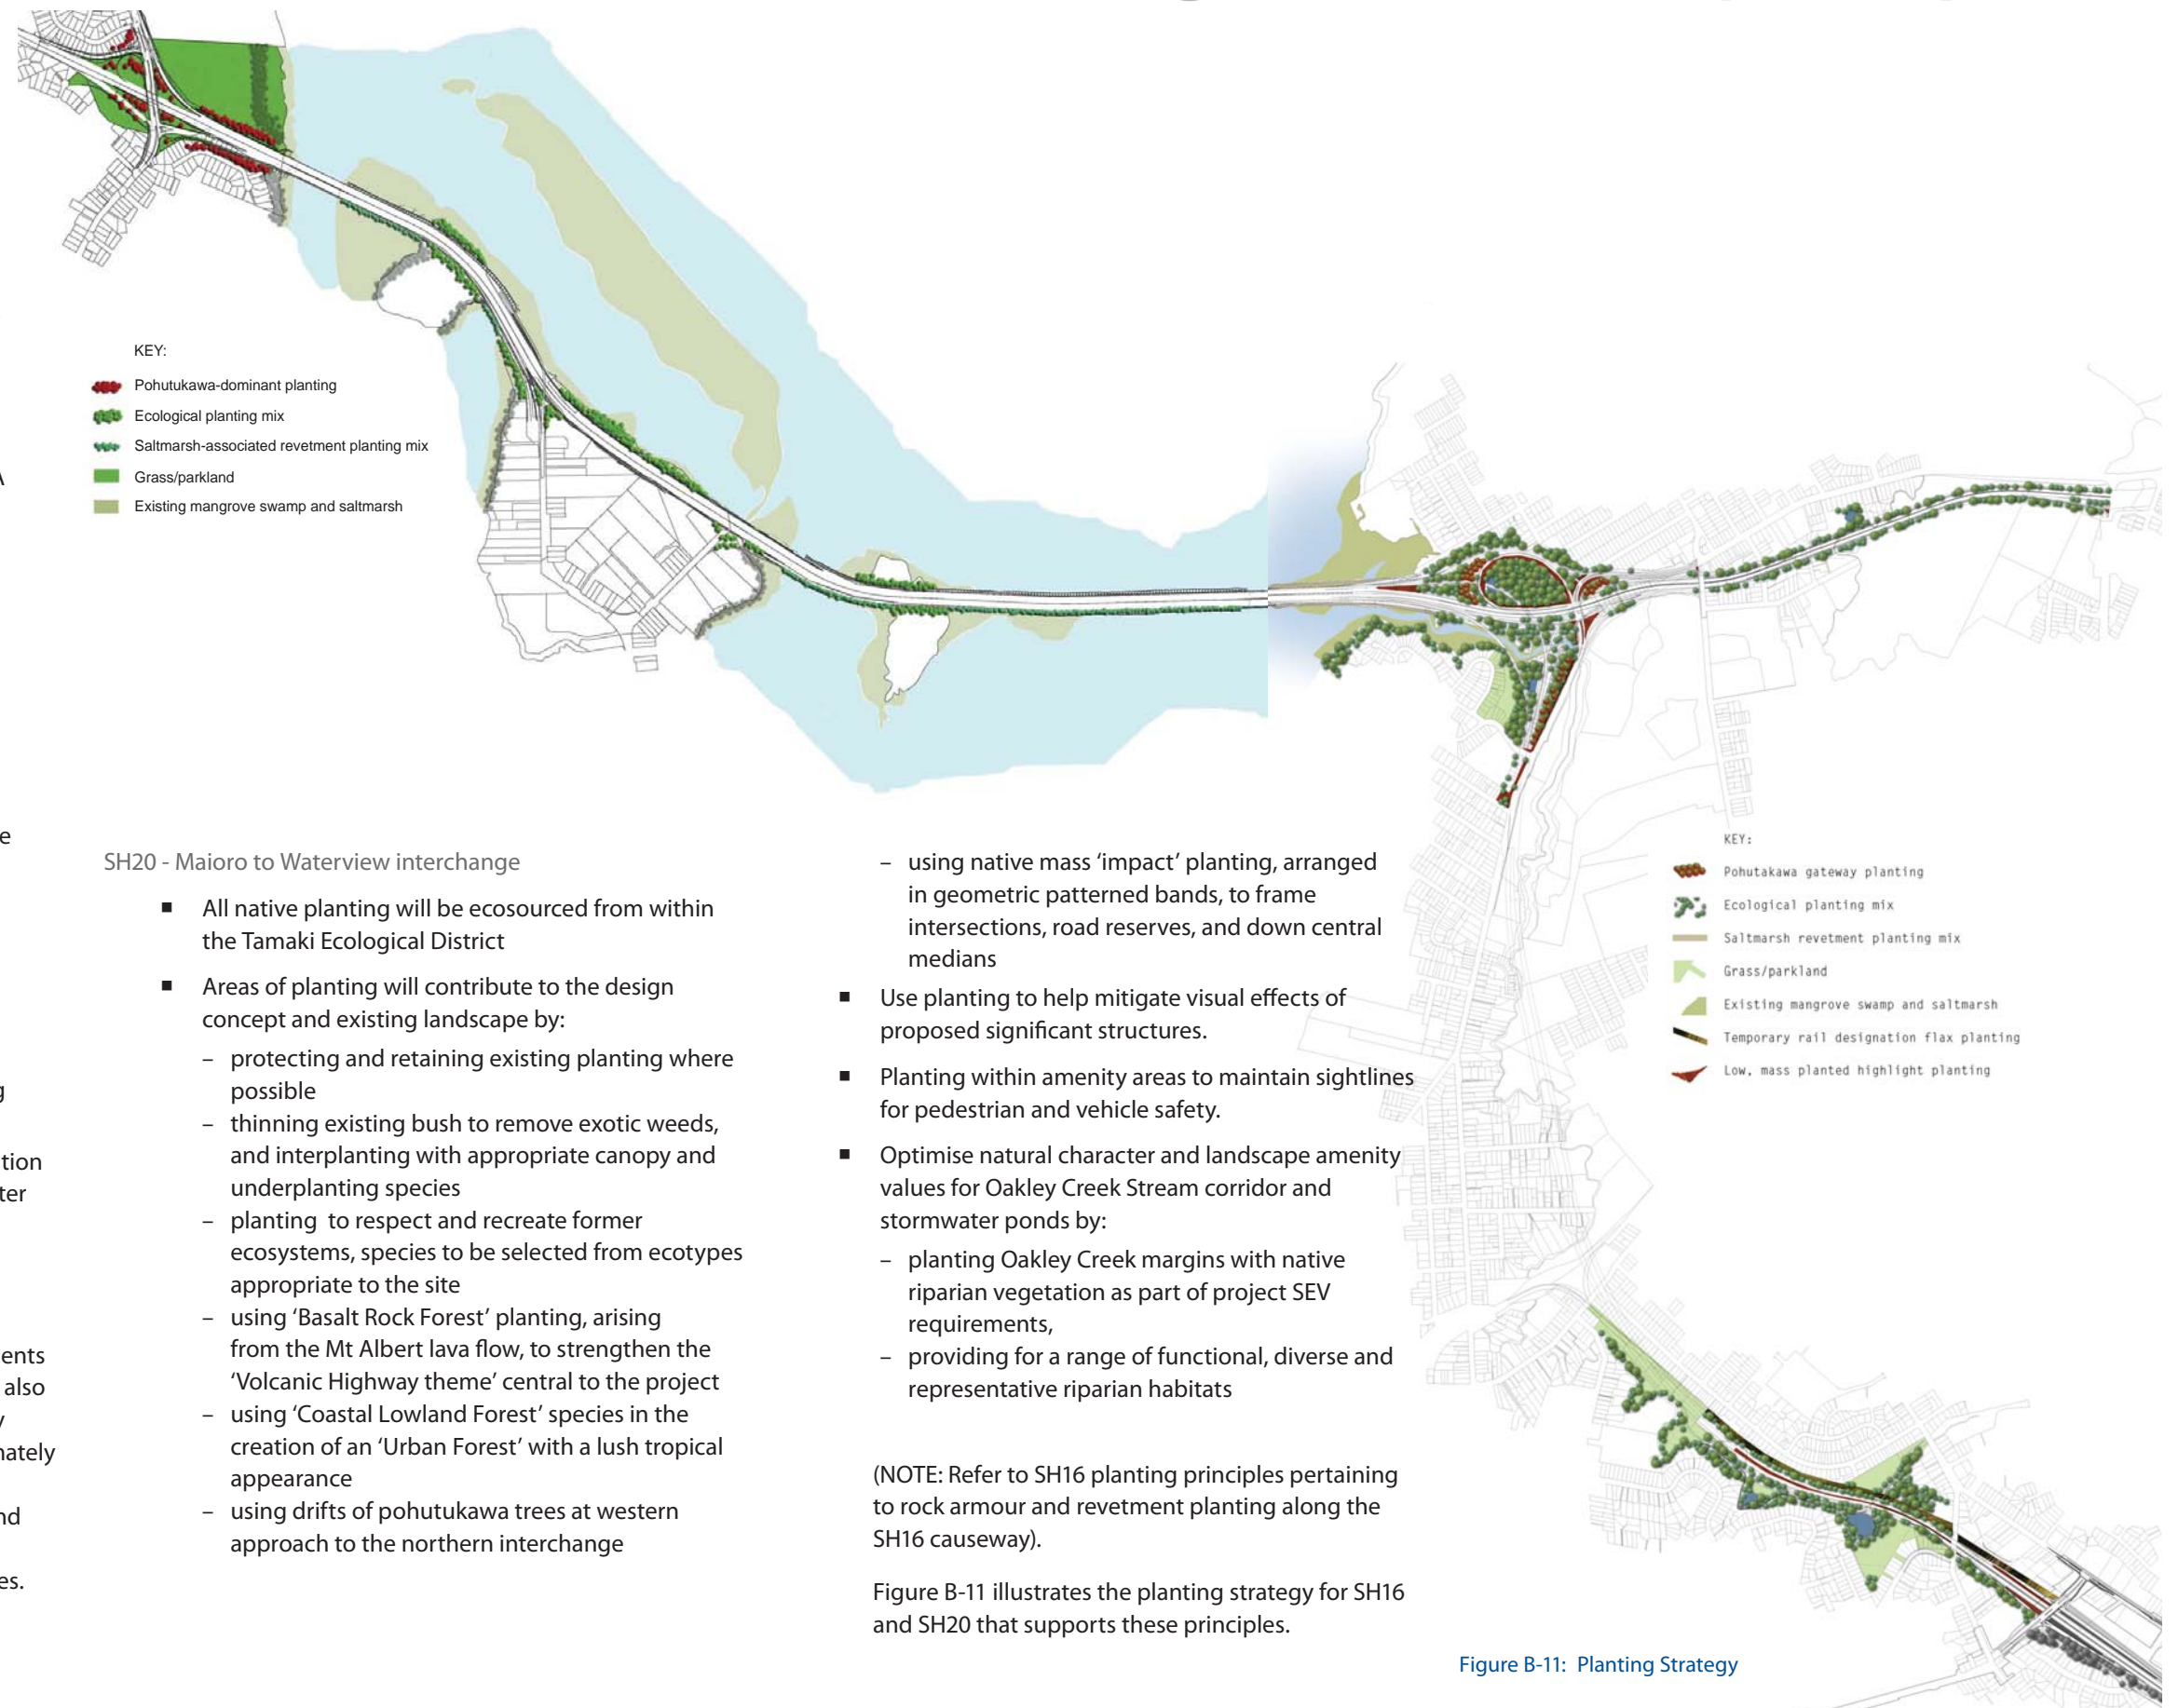 KEY:
Pohutukawa-dominant planting
Ecological planting mix
Saltmarsh-associated revetment planting mix
Grass/parkland
Existing mangrove swamp and saltmarsh
SH20 - Maioro to Waterview interchange
■ All native planting will be ecosourced from within
the Tamaki Ecological District
■ Areas of planting will contribute to the design
concept and existing landscape by:
– protecting and retaining existing planting where
possible
– thinning existing bush to remove exotic weeds,
and interplanting with appropriate canopy and
underplanting species
– planting to respect and recreate former
ecosystems, species to be selected from ecotypes
appropriate to the site
– using ‘Basalt Rock Forest’ planting, arising
from the Mt Albert lava flow, to strengthen the
‘Volcanic Highway theme’ central to the project
– using ‘Coastal Lowland Forest’ species in the
creation of an ‘Urban Forest’ with a lush tropical
appearance
– using drifts of pohutukawa trees at western
approach to the northern interchange
– using native mass ‘impact’ planting, arranged
in geometric patterned bands, to frame
intersections, road reserves, and down central
medians
■ Use planting to help mitigate visual effects of
proposed significant structures.
■ Planting within amenity areas to maintain sightlines
for pedestrian and vehicle safety.
■ Optimise natural character and landscape amenity
values for Oakley Creek Stream corridor and
stormwater ponds by:
– planting Oakley Creek margins with native
riparian vegetation as part of project SEV
requirements,
– providing for a range of functional, diverse and
representative riparian habitats
(NOTE: Refer to SH16 planting principles pertaining
to rock armour and revetment planting along the
SH16 causeway).
Figure B-11 illustrates the planting strategy for SH16
and SH20 that supports these principles.
KEY:
Pohutakawa gateway planting
Ecological planting mix
Saltmarsh revetment planting mix
Grass/parkland
Existing mangrove swamp and saltmarsh
Temporary rail designation flax planting
Low, mass planted highlight planting
Figure B-11: Planting Strategy
also
es.